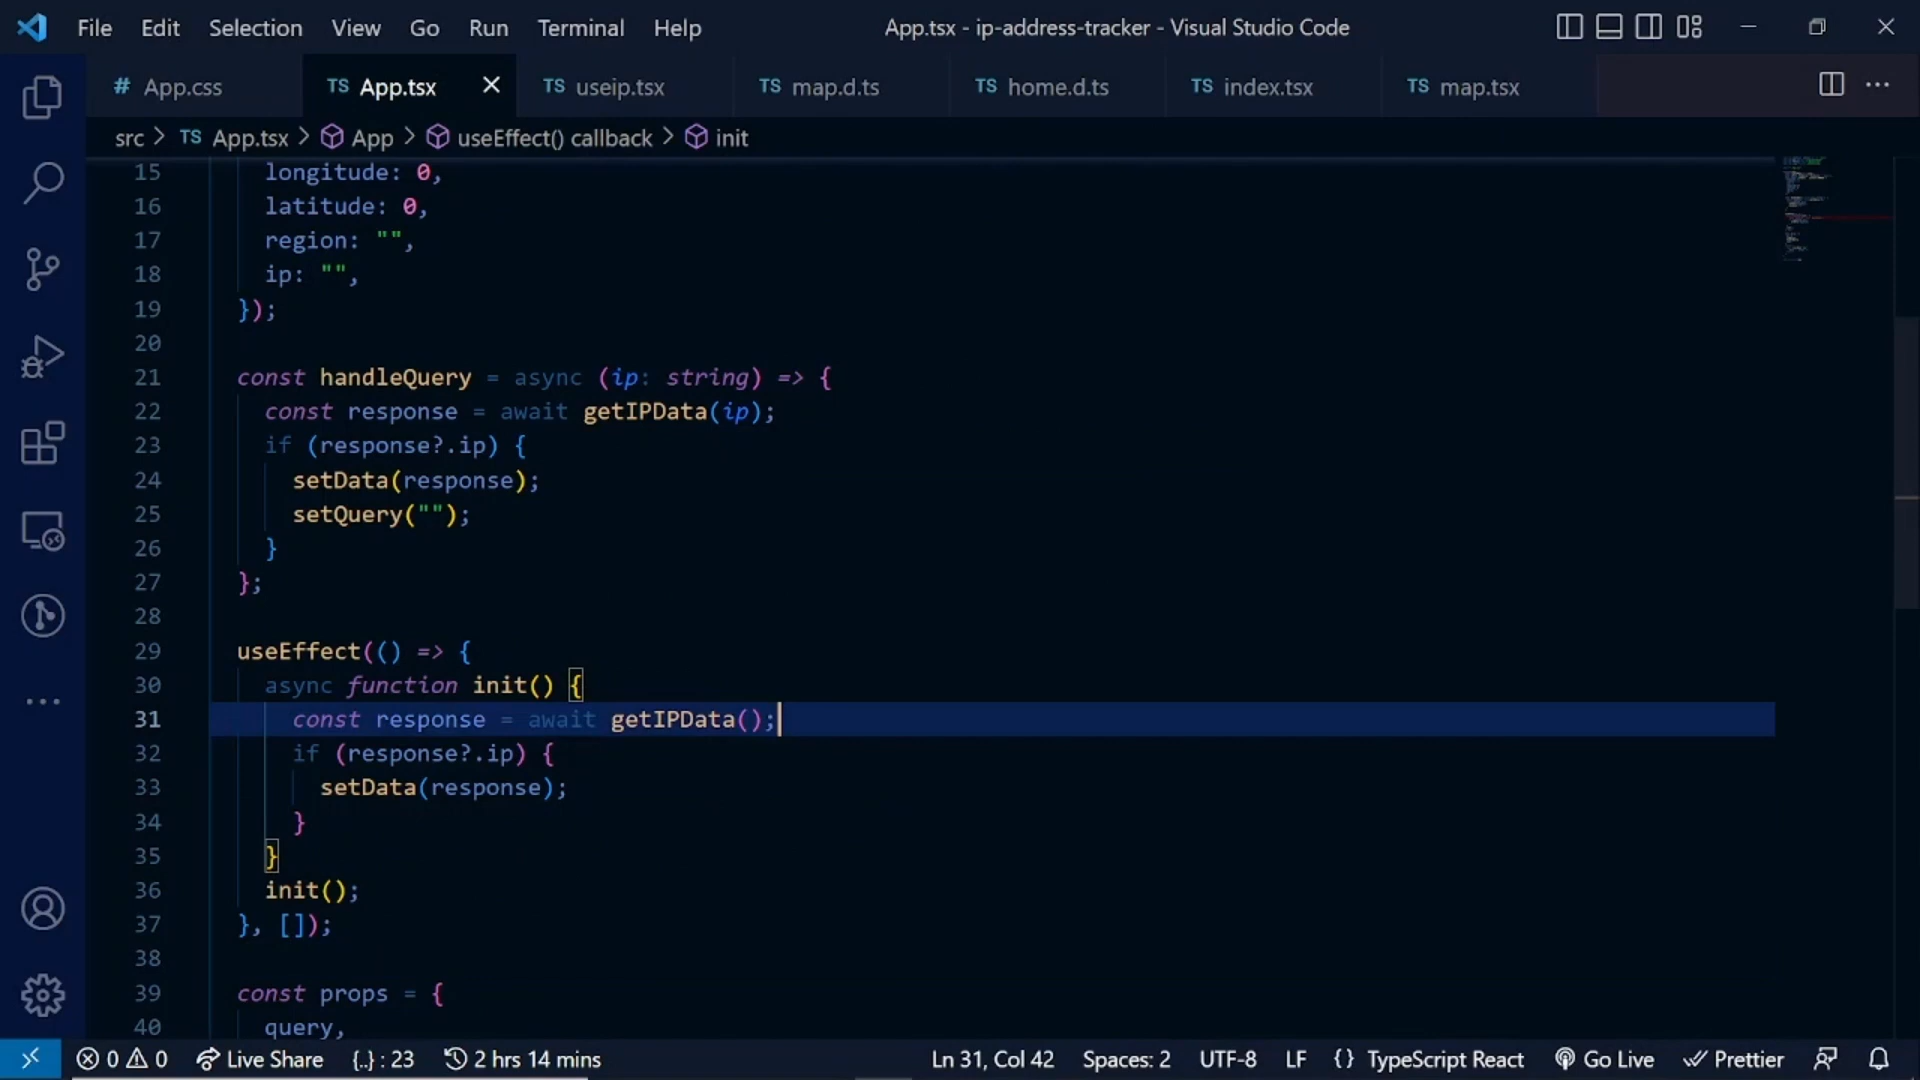 File Edit Selection View Go Run Terminal Help App.tsx - ip-address-tracker - Visual Studio Code
# App.css TS App.tsx TS useip.tsx TS map.d.ts TS home.d.ts TS index.tsx TS map.tsx
src > TS App.tsx > App > useEffect() callback > init
15 longitude: 0,
16 latitude: 0,
17 region: "",
18 ip: "",
19 });
20
21 const handleQuery = async (ip: string) => {
22 const response = await getIPData(ip);
23 if (response?.ip) {
24 setData(response);
25 setQuery("");
26 }
27 };
28
29 useEffect(() => {
30 async function init() {
31 const response = await getIPData();
32 if (response?.ip) {
33 setData(response);
34 }
35 }
36 init();
37 }, []);
38
39 const props = {
40 query,
0 0 Live Share {..} : 23 2 hrs 14 mins Ln 31, Col 42 Spaces: 2 UTF-8 LF {} TypeScript React Go Live Prettier